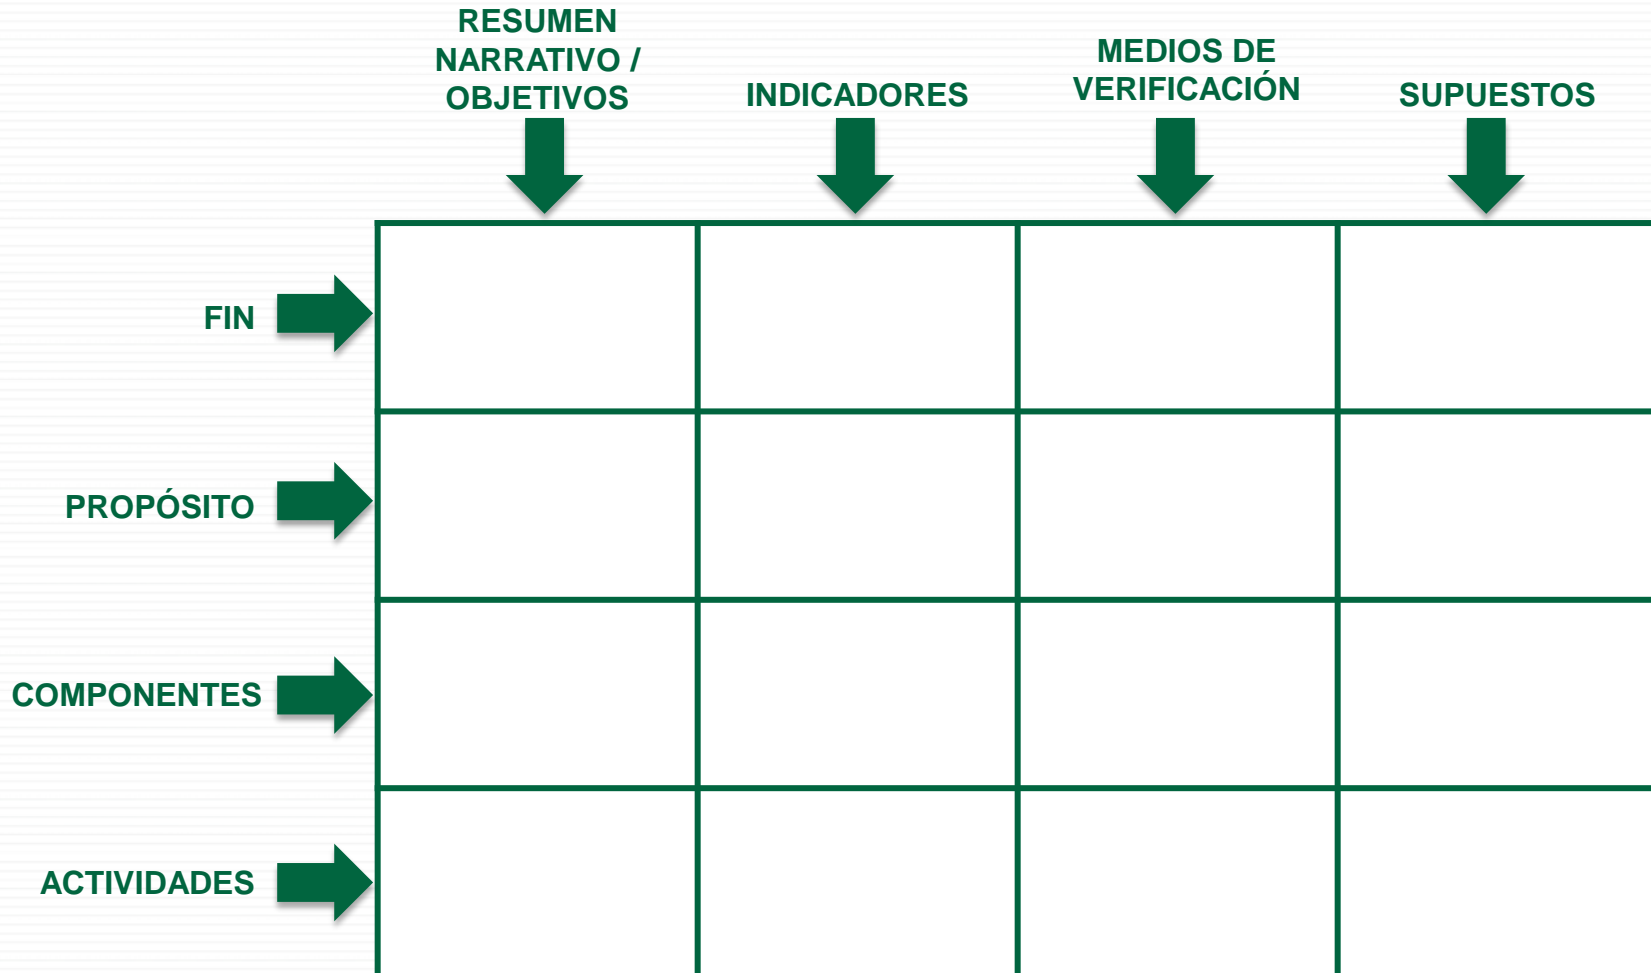 RESUMEN
NARRATIVO /
OBJETIVOS
INDICADORES
MEDIOS DE
VERIFICACIÓN
SUPUESTOS
FIN
PROPÓSITO
COMPONENTES
ACTIVIDADES